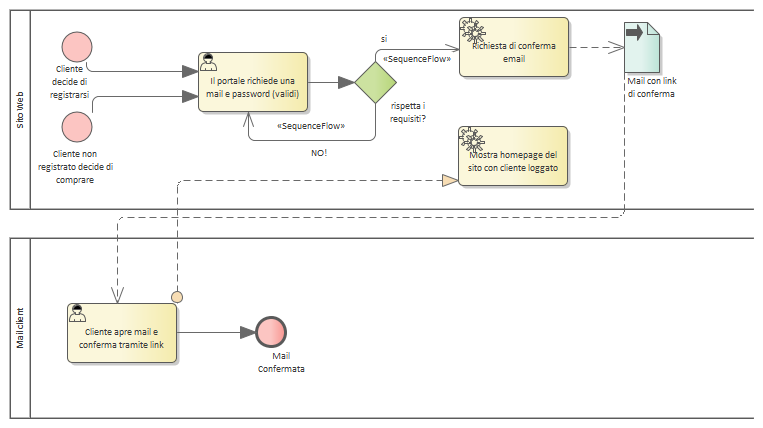 Sito Web
Cliente
decide di
registrarsi
Cliente non
registrato decide di
comprare
Il portale richiede una
mail e password (validi)
«SequenceFlow»
NO!
si
«SequenceFlow»
rispetta i
requisiti?
Richiesta di conferma
email
Mail con link
di conferma
Mostra homepage del
sito con cliente loggato
Mail client
Cliente apre mail e
conferma tramite link
Mail
Confermata